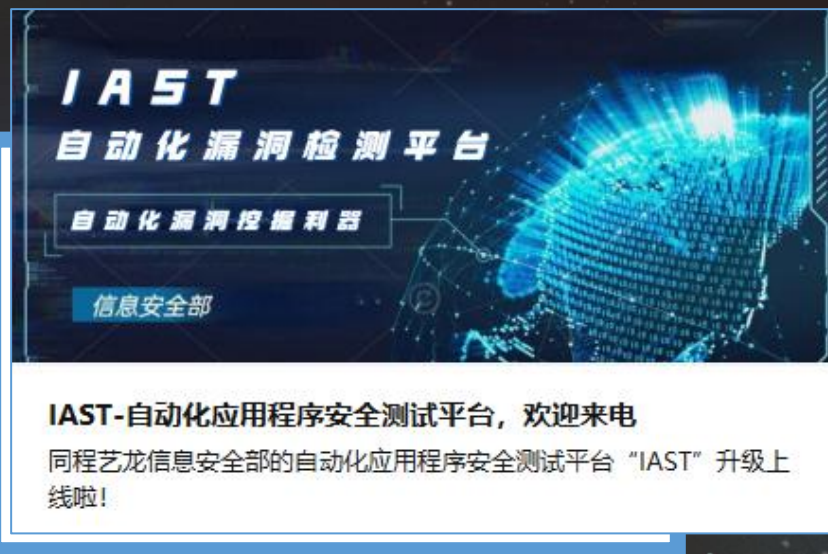 IAST
自动化漏洞检测平台
自动化漏洞挖掘利器
信息安全部
IAST-自动化应用程序安全测试平台，欢迎来电
同程艺龙信息安全部的自动化应用程序安全测试平台“IAST”升级上
线啦！